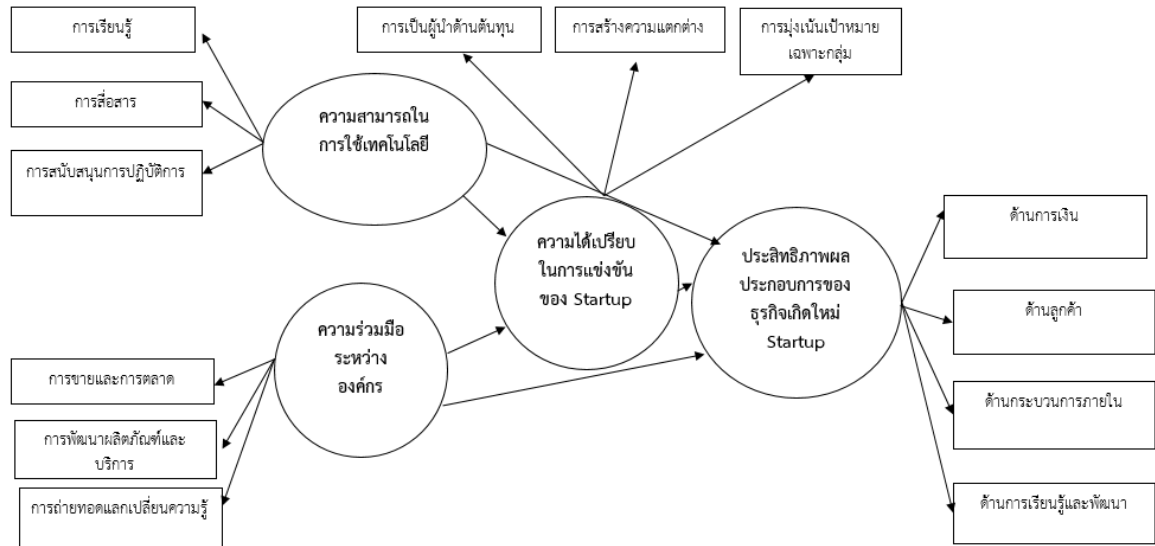 การเรียนรู้
การเป็นผู้นำด้านต้นทุน
การสร้างความแตกต่าง
การมุ่งเน้นเป้าหมาย
เฉพาะกลุ่ม
การสื่อสาร
ความสามารถใน
การใช้เทคโนโลยี
การสนับสนุนการปฏิบัติการ
ความได้เปรียบ
ในการแข่งขัน
ของ Startup
ประสิทธิภาพผล
ประกอบการของ
ธุรกิจเกิดใหม่
Startup
ด้านการเงิน
ด้านลูกค้า
ด้านกระบวนการภายใน
ด้านการเรียนรู้และพัฒนา
ความร่วมมือ
ระหว่าง
องค์กร
การขายและการตลาด
การพัฒนาผลิตภัณฑ์และ
บริการ
การถ่ายทอดแลกเปลี่ยนความรู้